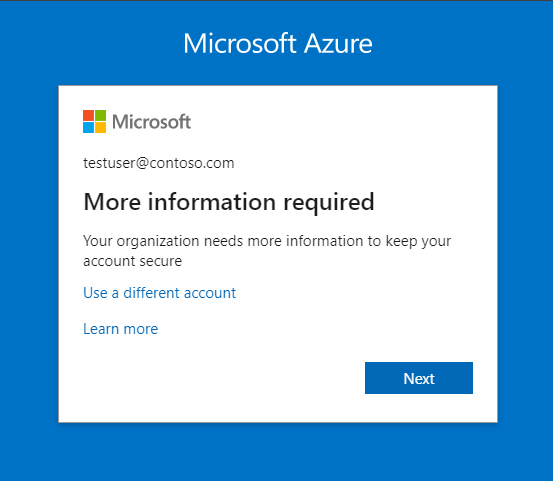 Microsoft Azure
Microsoft
testuser@contoso.com
More information required
Your organization needs more information to keep your
account secure
Use a different account
Learn more
Next